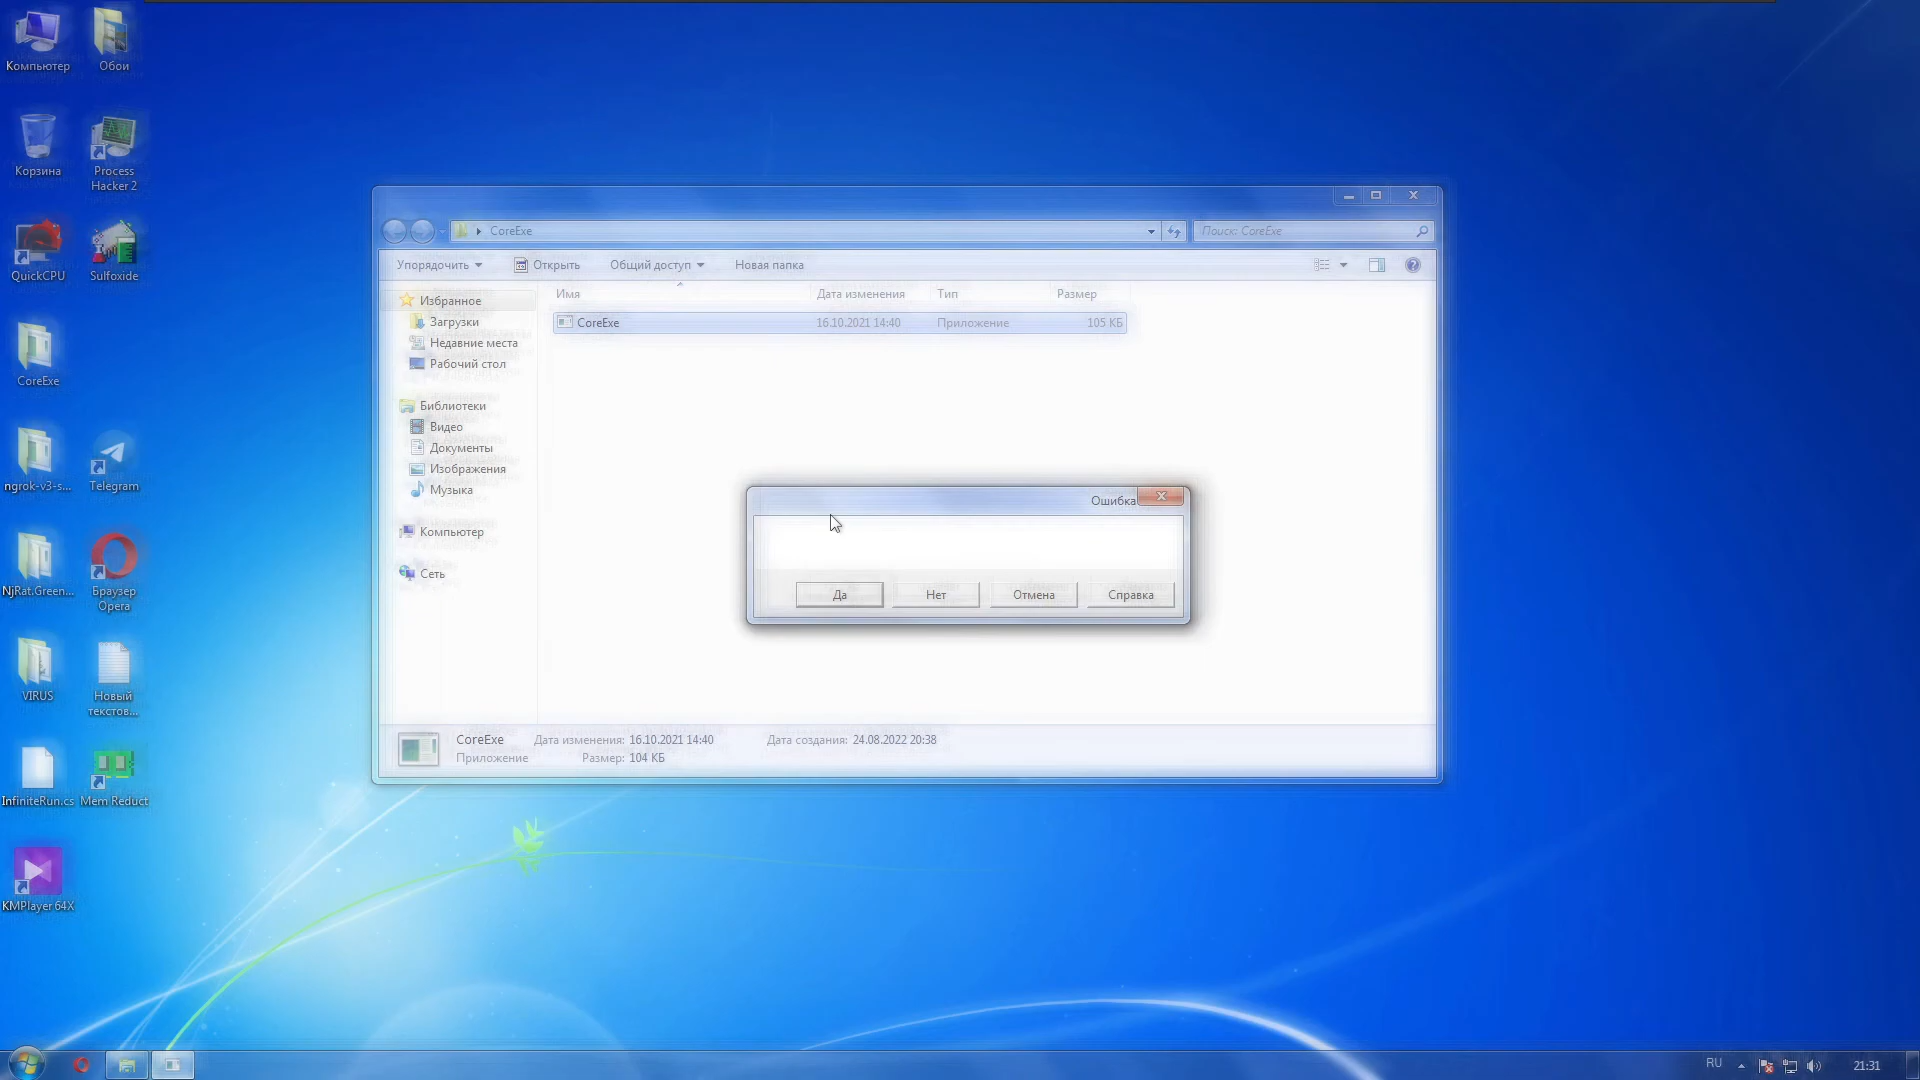 Компьютер
Обои
Корзина
Process
Hacker 2
QuickCPU
Sulfoxide
CoreExe
ngrok-v3-s...
Telegram
NjRat.Green...
Браузер
Opera
VIRUS
Новый
текстов...
InfiniteRun.cs
Mem Reduct
KMPlayer 64X
CoreExe
Поиск: CoreExe
Упорядочить
Открыть
Общий доступ
Новая папка
Имя
Дата изменения
Тип
Размер
CoreExe
16.10.2021 14:40
Приложение
105 КБ
Избранное
Загрузки
Недавние места
Рабочий стол
Библиотеки
Видео
Документы
Изображения
Музыка
Компьютер
Сеть
Ошибка
Да
Нет
Отмена
Справка
CoreExe Дата изменения: 16.10.2021 14:40 Дата создания: 24.08.2022 20:38
Приложение Размер: 104 КБ
RU
21:31